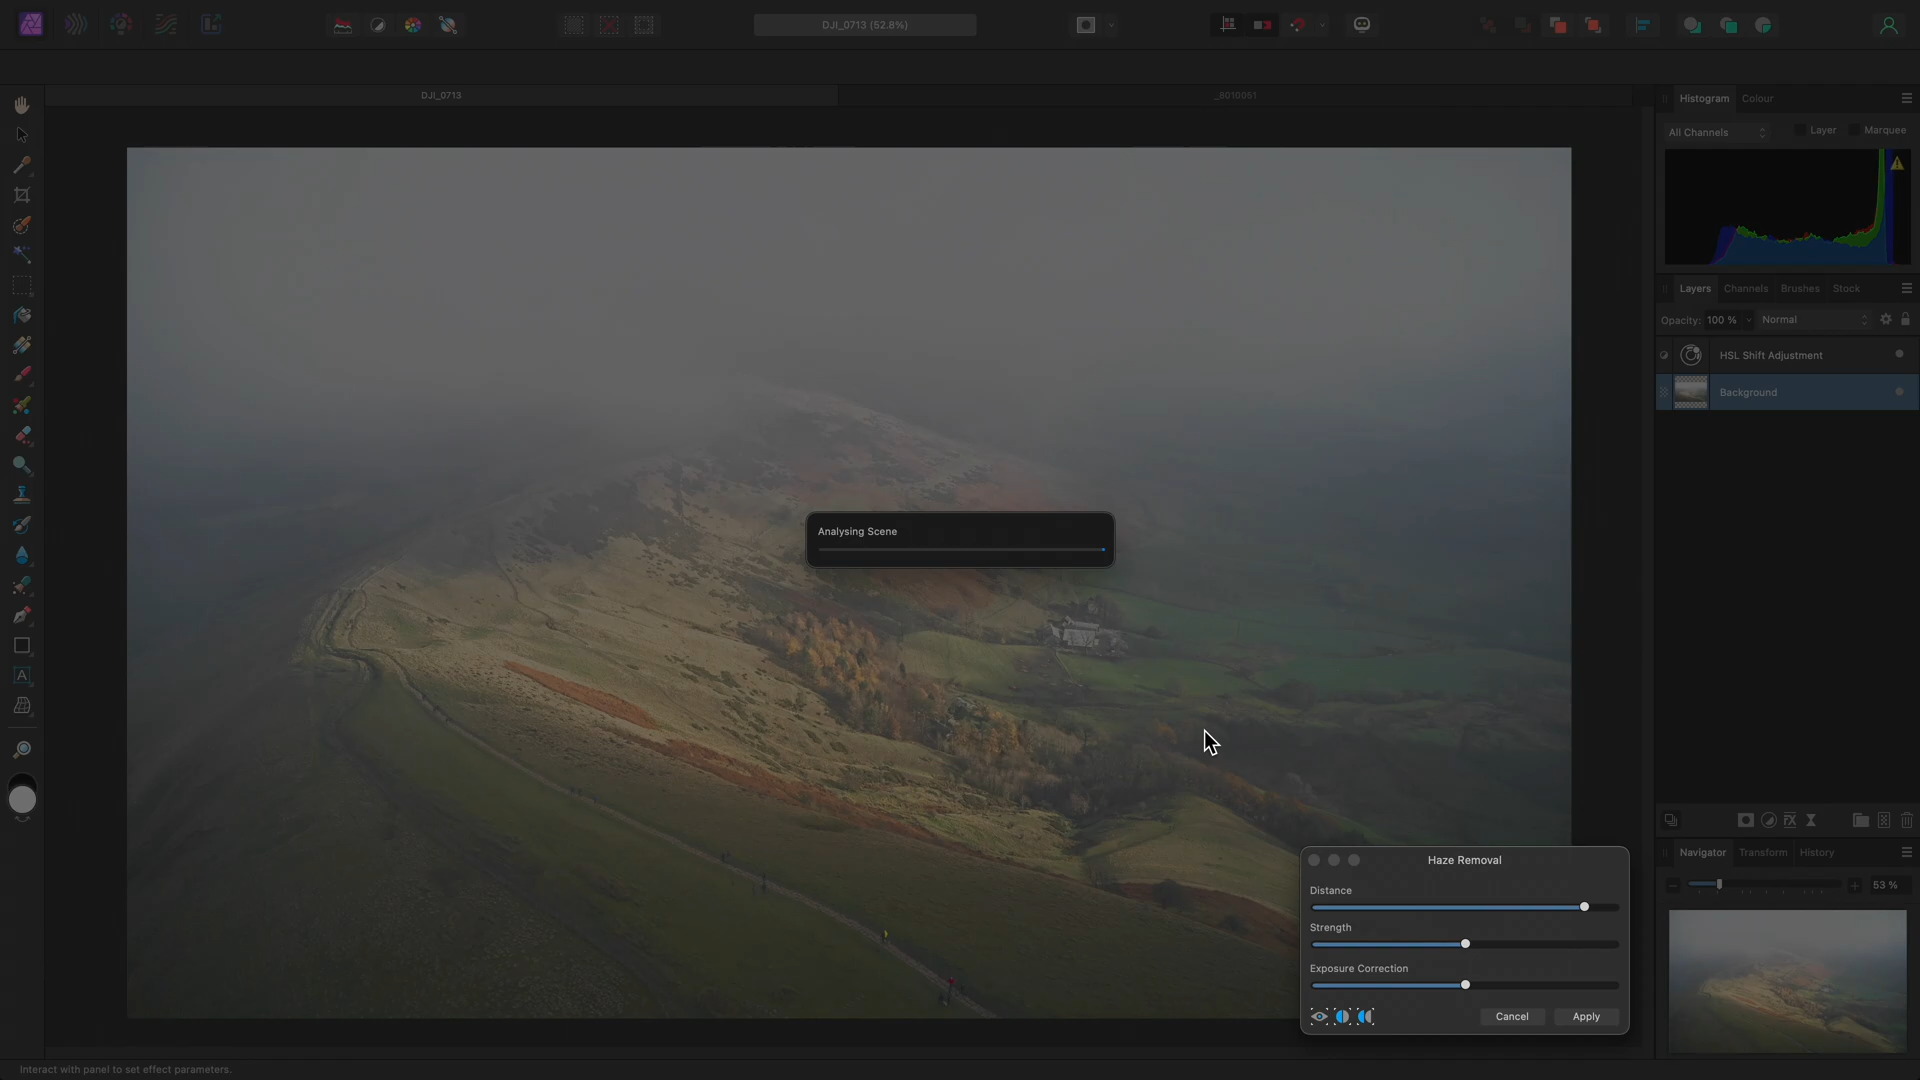 DJI_0713 (52.8%)
DJI_0713
_8010051
Histogram
Colour
All Channels
Layer
Marquee
Layers
Channels
Brushes
Stock
Opacity:
100 %
Normal
HSL Shift Adjustment
Background
Analysing Scene
Haze Removal
Distance
Strength
Exposure Correction
Cancel
Apply
Navigator
Transform
History
53 %
Interact with panel to set effect parameters.